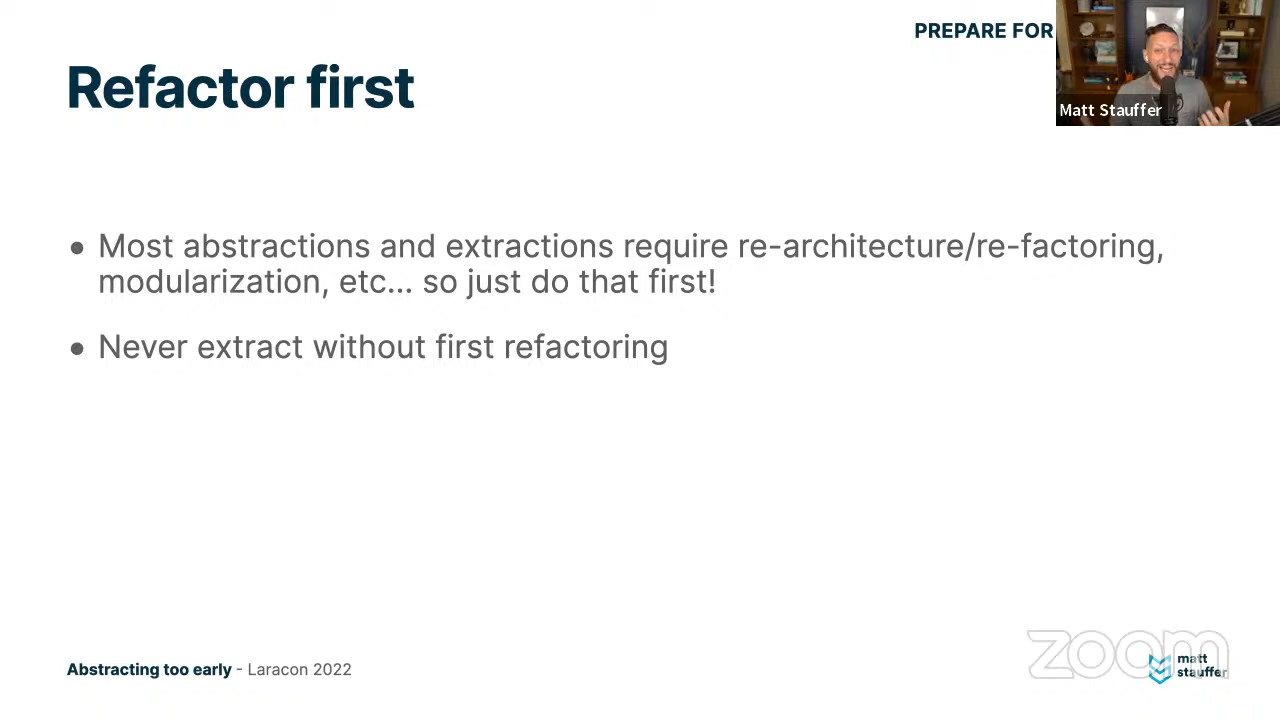 PREPARE FOR
Refactor first
Matt Stauffer
• Most abstractions and extractions require re-architecture/re-factoring,
modularization, etc... so just do that first!
• Never extract without first refactoring
Abstracting too early - Laracon 2022
zoom
matt
stauffer